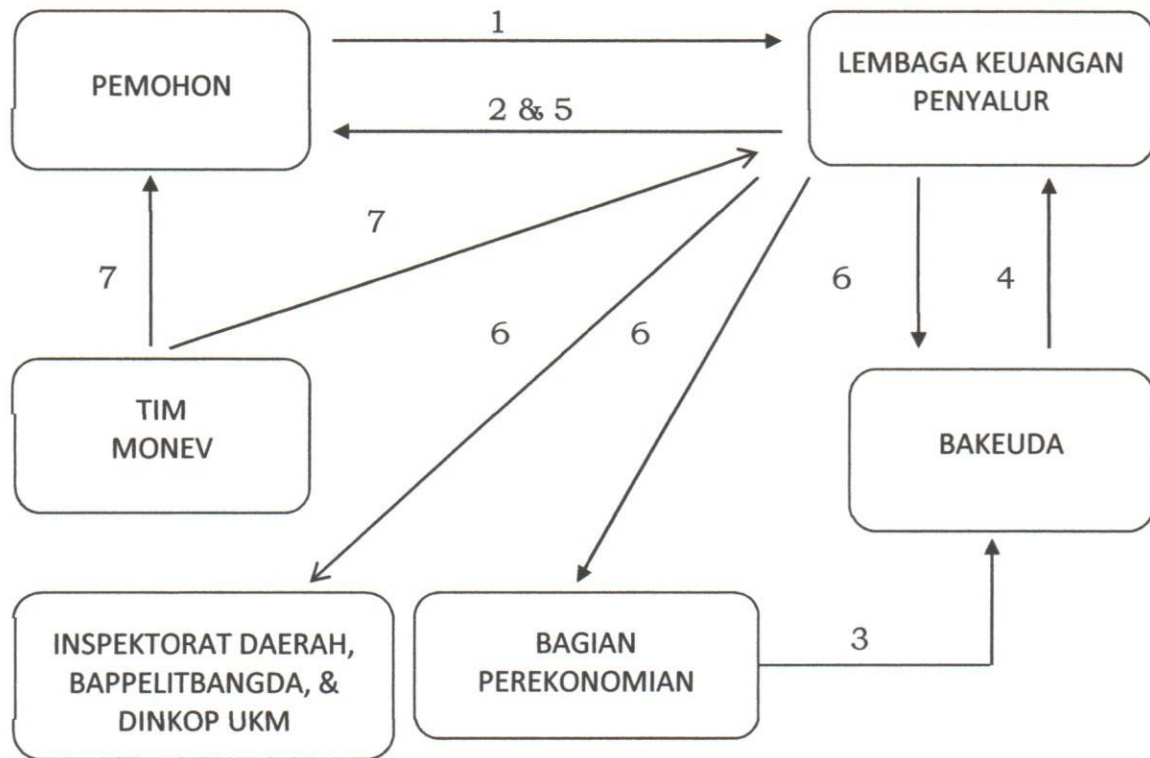 1
PEMOHON
LEMBAGA KEUANGAN
PENYALUR
2 & 5
7
7
6
4
6
6
TIM
MONEV
BAKEUDA
INSPEKTORAT DAERAH,
BAPPELITBANGDA, &
DINKOP UKM
BAGIAN
PEREKONOMIAN
3